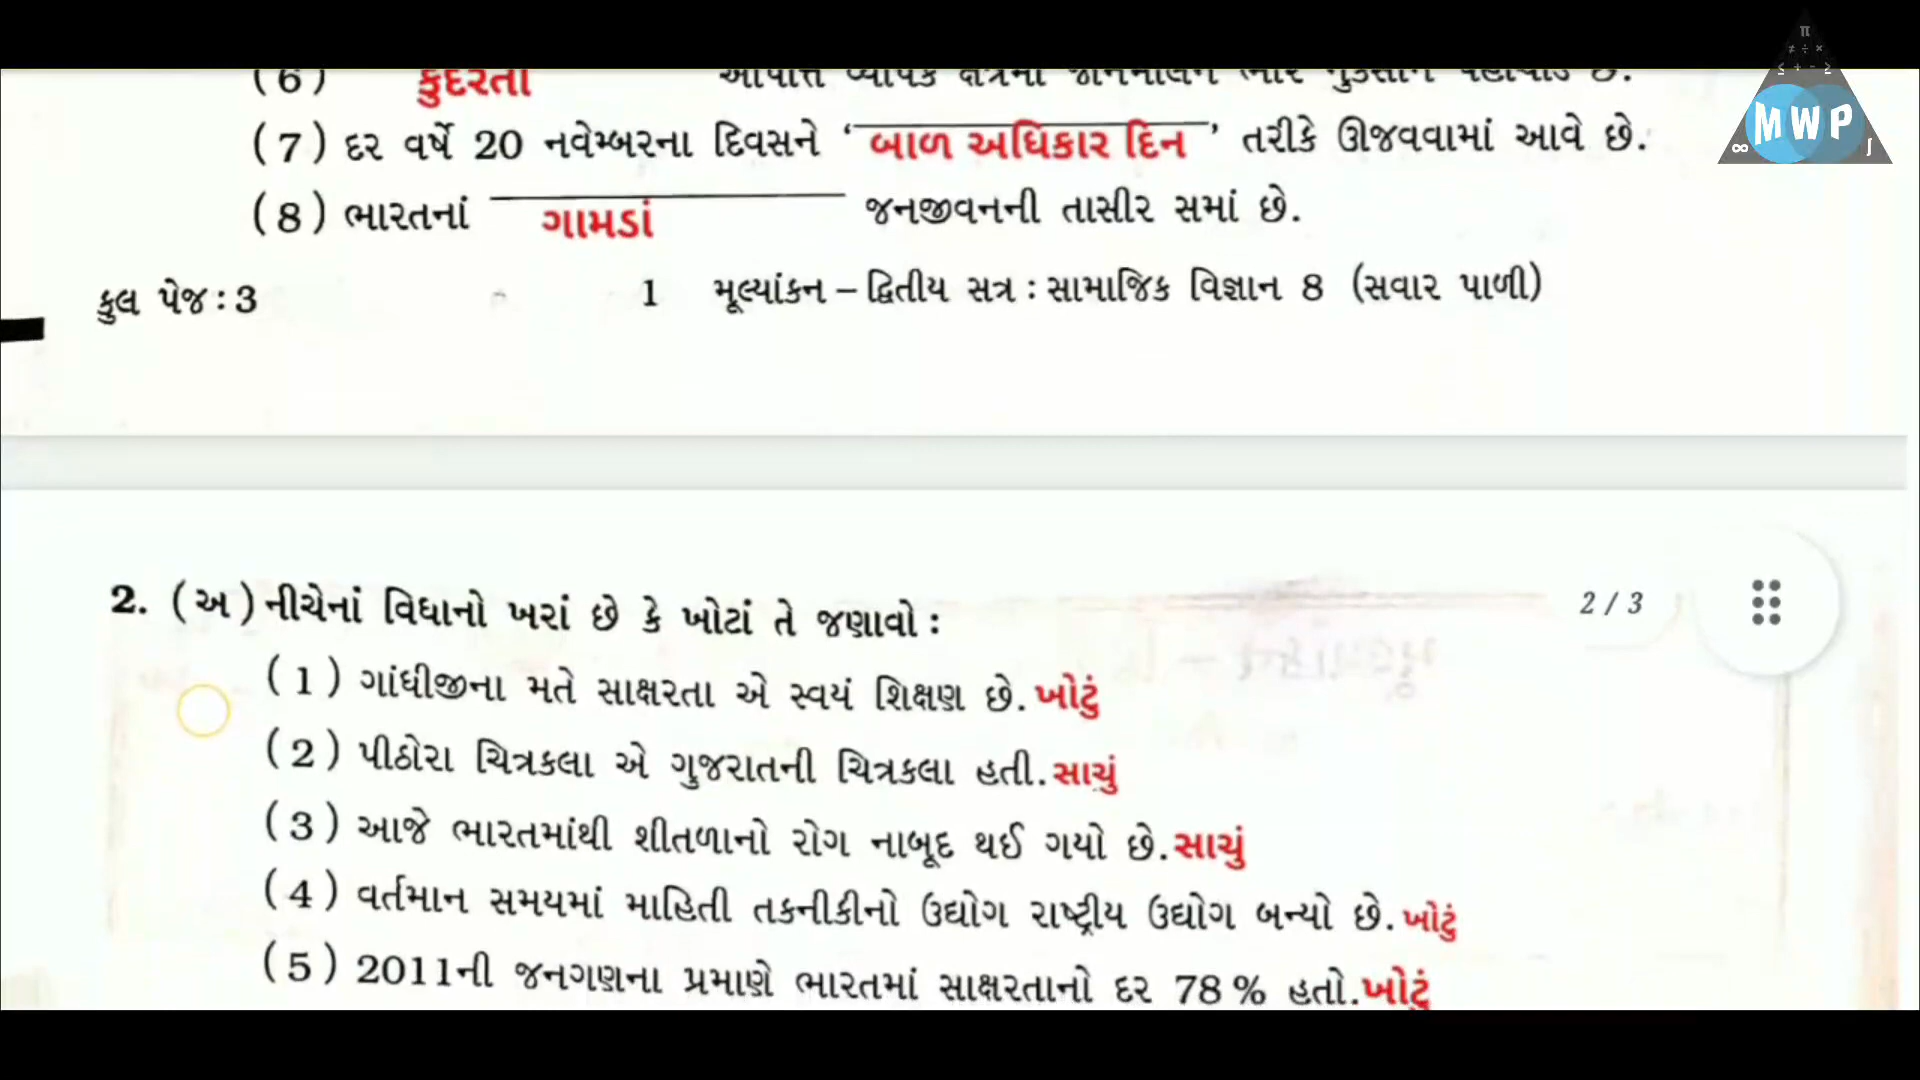 (6) કુદરતી
(7) દર વર્ષે 20 નવેમ્બરના દિવસને ‘ બાળ અધિકાર દિન ’ તરીકે ઊજવવામાં આવે છે.
(8) ભારતનાં ગામડાં જનજીવનની તાસીર સમાં છે.
કુલ પેજ : 3 1 મૂલ્યાંકન – દ્વિતીય સત્ર : સામાજિક વિજ્ઞાન 8 (સવાર પાળી)
2. (અ) નીચેનાં વિધાનો ખરાં છે કે ખોટાં તે જણાવો :
2 / 3
(1) ગાંધીજીના મતે સાક્ષરતા એ સ્વયં શિક્ષણ છે. ખોટું
(2) પીઠોરા ચિત્રકલા એ ગુજરાતની ચિત્રકલા હતી. સાચું
(3) આજે ભારતમાંથી શીતળાનો રોગ નાબૂદ થઈ ગયો છે. સાચું
(4) વર્તમાન સમયમાં માહિતી તકનીકીનો ઉદ્યોગ રાષ્ટ્રીય ઉદ્યોગ બન્યો છે. ખોટું
(5) 2011ની જનગણના પ્રમાણે ભારતમાં સાક્ષરતાનો દર 78 % હતો. ખોટું
MWP